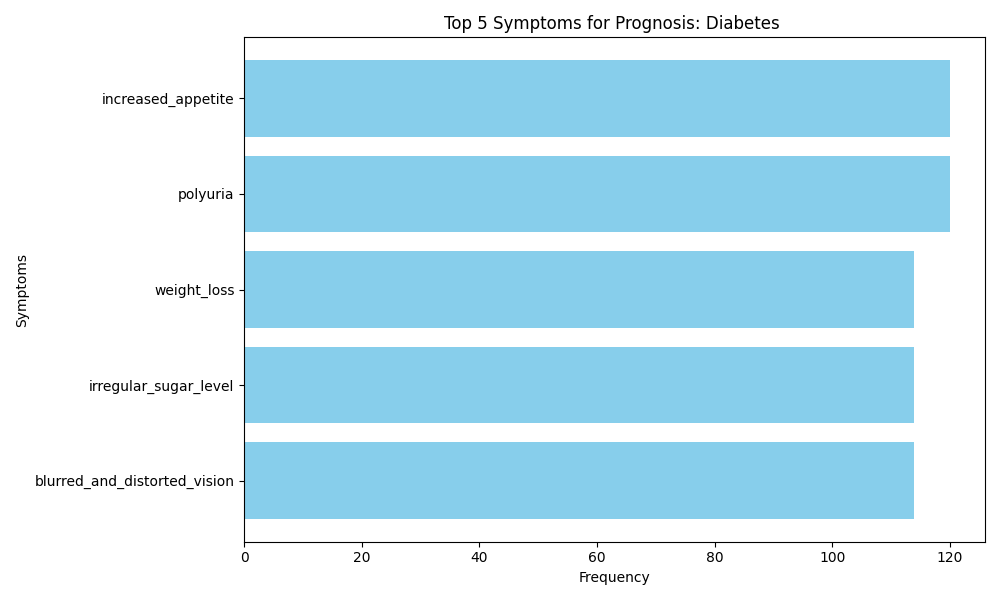 Top 5 Symptoms for Prognosis: Diabetes
Symptoms
increased_appetite
polyuria
weight_loss
irregular_sugar_level
blurred_and_distorted_vision
0 20 40 60 80 100 120
Frequency